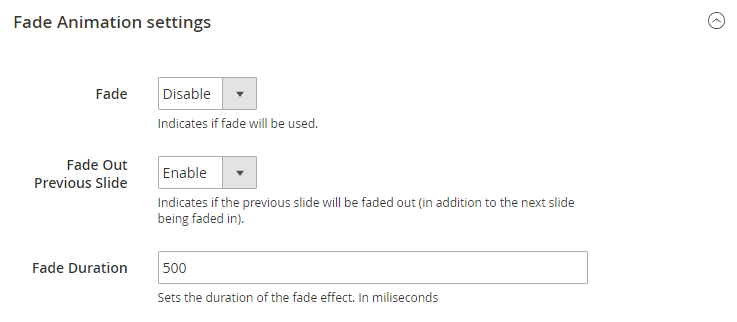 Fade Animation settings
Fade
Disable
Indicates if fade will be used.
Fade Out
Previous Slide
Enable
Indicates if the previous slide will be faded out (in addition to the next slide
being faded in).
Fade Duration
500
Sets the duration of the fade effect. In miliseconds